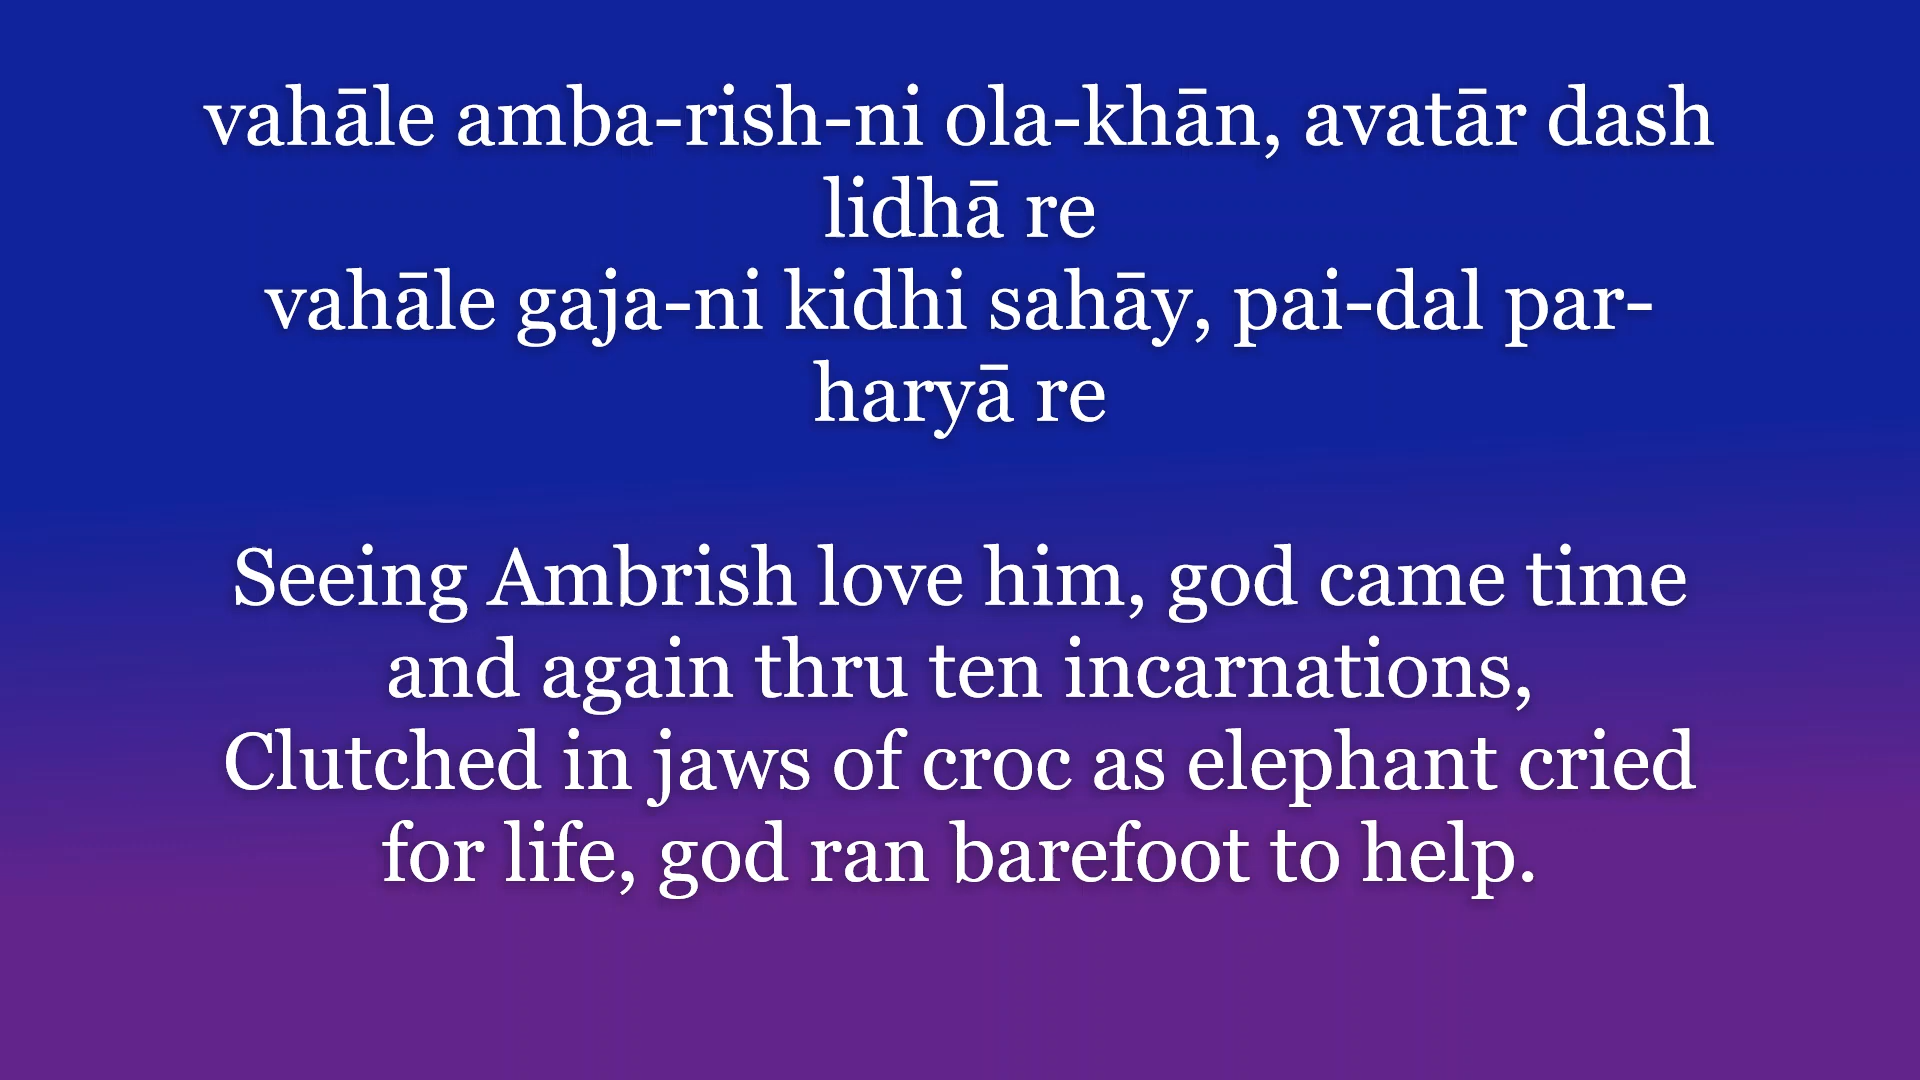 vahāle amba-rish-ni ola-khān, avatār dash
lidhā re
vahāle gaja-ni kidhi sahāy, pai-dal par-
haryā re
Seeing Ambrish love him, god came time
and again thru ten incarnations,
Clutched in jaws of croc as elephant cried
for life, god ran barefoot to help.